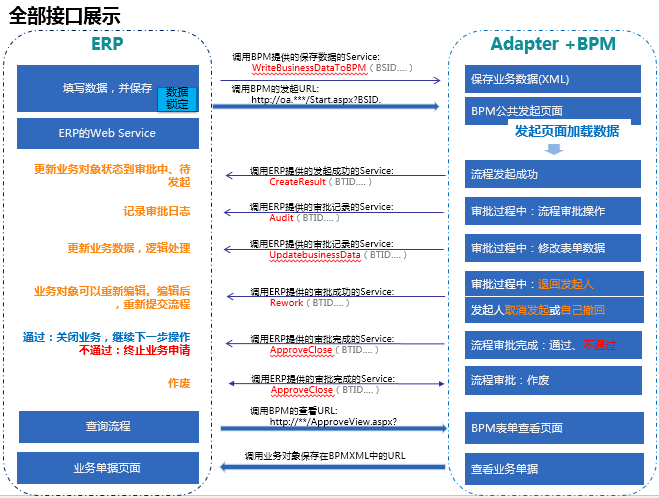 全部接口展示
ERP
Adapter +BPM
填写数据，并保存
数据
锁定
调用BPM提供的保存数据的Service:
WriteBusinessDataToBPM（BSID....）
调用BPM的发起URL:
http://oa.***/Start.aspx?BSID.
保存业务数据(XML)
BPM公共发起页面
ERP的Web Service
发起页面加载数据
更新业务对象状态到审批中、待
发起
调用ERP提供的发起成功的Service:
CreateResult（BTID....）
流程发起成功
记录审批日志
调用ERP提供的审批记录的Service:
Audit（BTID....）
审批过程中：流程审批操作
更新业务数据，逻辑处理
调用ERP提供的审批记录的Service:
UpdatebusinessData（BTID....）
审批过程中：修改表单数据
业务对象可以重新编辑。编辑后
，重新提交流程
调用ERP提供的审批成功的Service:
Rework（BTID....）
审批过程中：退回发起人
发起人取消发起或自己撤回
通过：关闭业务，继续下一步操作
不通过：终止业务申请
调用ERP提供的审批完成的Service:
ApproveClose（BTID....）
流程审批完成：通过、不通过
作废
调用ERP提供的审批完成的Service:
ApproveClose（BTID....）
流程审批：作废
查询流程
调用BPM的查看URL:
http://**/ApproveView.aspx?
BPM表单查看页面
业务单据页面
调用业务对象保存在BPMXML中的URL
查看业务单据